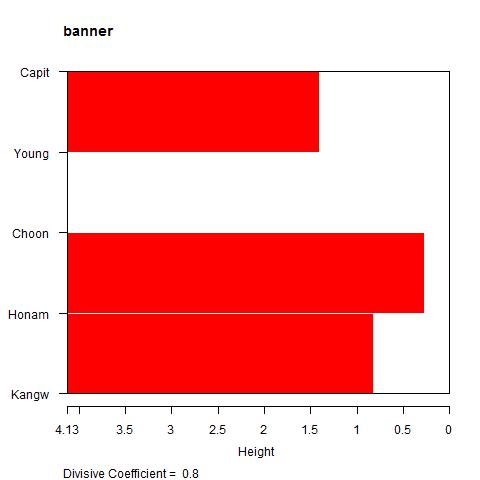 banner
Capit
Young
Choon
Honam
Kangw
4.13 3.5 3 2.5 2 1.5 1 0.5 0
Height
Divisive Coefficient = 0.8